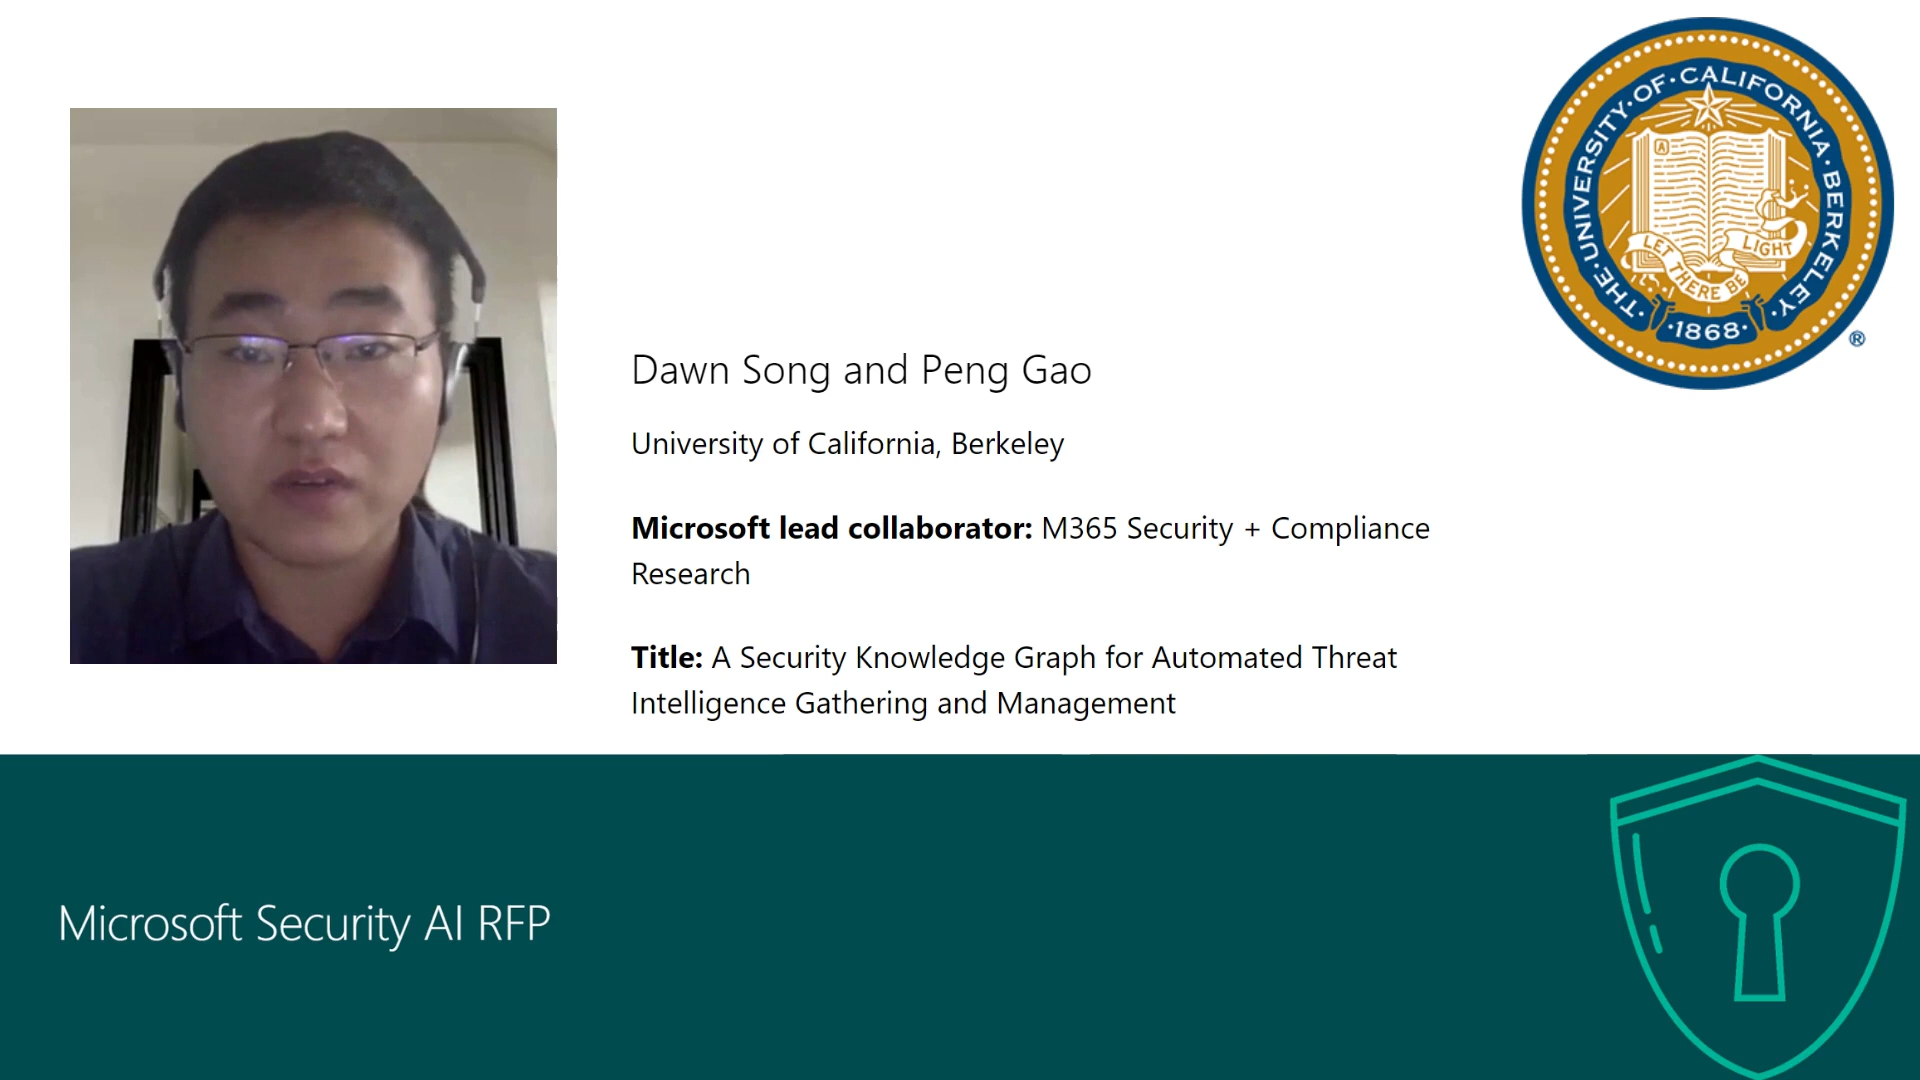 THE · UNIVERSITY · OF · CALIFORNIA · BERKELEY
A
LET THERE BE LIGHT
·1868·
®
Dawn Song and Peng Gao
University of California, Berkeley
Microsoft lead collaborator: M365 Security + Compliance
Research
Title: A Security Knowledge Graph for Automated Threat
Intelligence Gathering and Management
Microsoft Security AI RFP